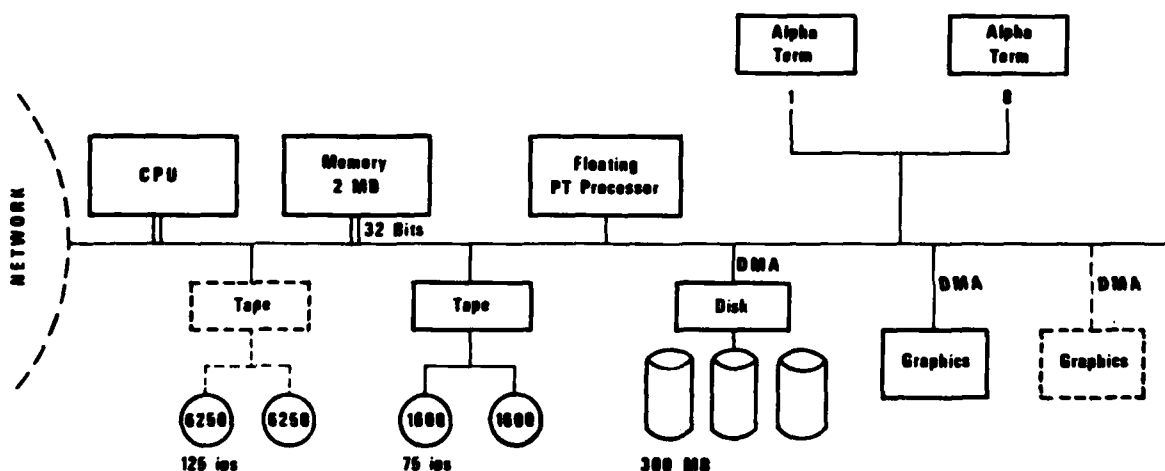 Alpha
Term
Alpha
Term
1
8
NETWORK
CPU
Memory
2 MB
Floating
PT Processor
32 Bits
DMA
DMA
DMA
Tape
Tape
Disk
Graphics
Graphics
6250
6250
1600
1600
125 ips
75 ips
300 MB